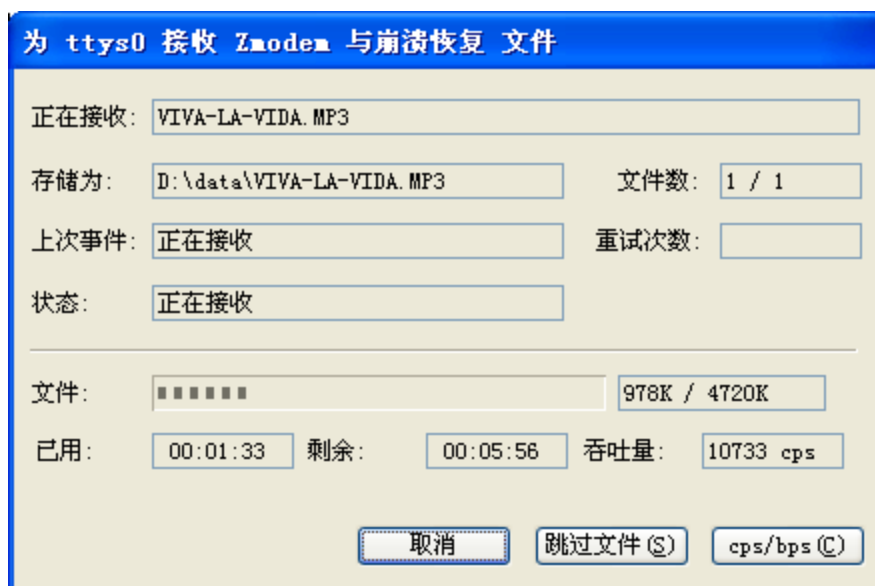 为 ttyS0 接收 Zmodem 与崩溃恢复 文件
正在接收: VIVA-LA-VIDA.MP3
存储为: D:\data\VIVA-LA-VIDA.MP3 文件数: 1 / 1
上次事件: 正在接收 重试次数:
状态: 正在接收
文件: 978K / 4720K
已用: 00:01:33 剩余: 00:05:56 吞吐量: 10733 cps
取消 跳过文件(S) cps/bps(C)